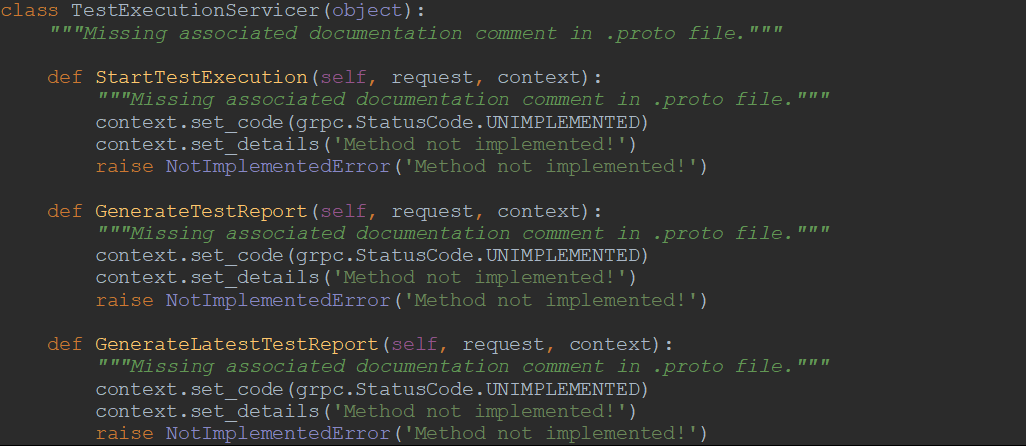 class TestExecutionServicer(object):
    """Missing associated documentation comment in .proto file."""
    def StartTestExecution(self, request, context):
        """Missing associated documentation comment in .proto file."""
        context.set_code(grpc.StatusCode.UNIMPLEMENTED)
        context.set_details('Method not implemented!')
        raise NotImplementedError('Method not implemented!')
    def GenerateTestReport(self, request, context):
        """Missing associated documentation comment in .proto file."""
        context.set_code(grpc.StatusCode.UNIMPLEMENTED)
        context.set_details('Method not implemented!')
        raise NotImplementedError('Method not implemented!')
    def GenerateLatestTestReport(self, request, context):
        """Missing associated documentation comment in .proto file."""
        context.set_code(grpc.StatusCode.UNIMPLEMENTED)
        context.set_details('Method not implemented!')
        raise NotImplementedError('Method not implemented!')